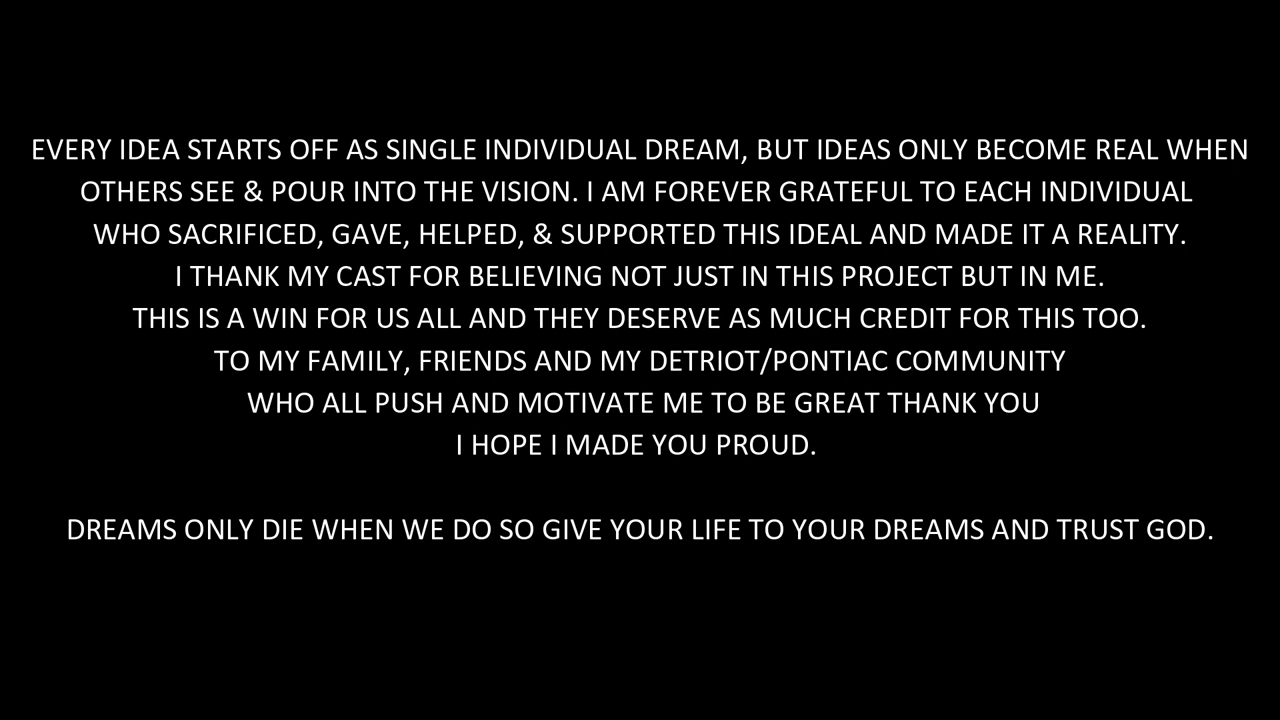 EVERY IDEA STARTS OFF AS SINGLE INDIVIDUAL DREAM, BUT IDEAS ONLY BECOME REAL WHEN
OTHERS SEE & POUR INTO THE VISION. I AM FOREVER GRATEFUL TO EACH INDIVIDUAL
WHO SACRIFICED, GAVE, HELPED, & SUPPORTED THIS IDEAL AND MADE IT A REALITY.
I THANK MY CAST FOR BELIEVING NOT JUST IN THIS PROJECT BUT IN ME.
THIS IS A WIN FOR US ALL AND THEY DESERVE AS MUCH CREDIT FOR THIS TOO.
TO MY FAMILY, FRIENDS AND MY DETRIOT/PONTIAC COMMUNITY
WHO ALL PUSH AND MOTIVATE ME TO BE GREAT THANK YOU
I HOPE I MADE YOU PROUD.
DREAMS ONLY DIE WHEN WE DO SO GIVE YOUR LIFE TO YOUR DREAMS AND TRUST GOD.